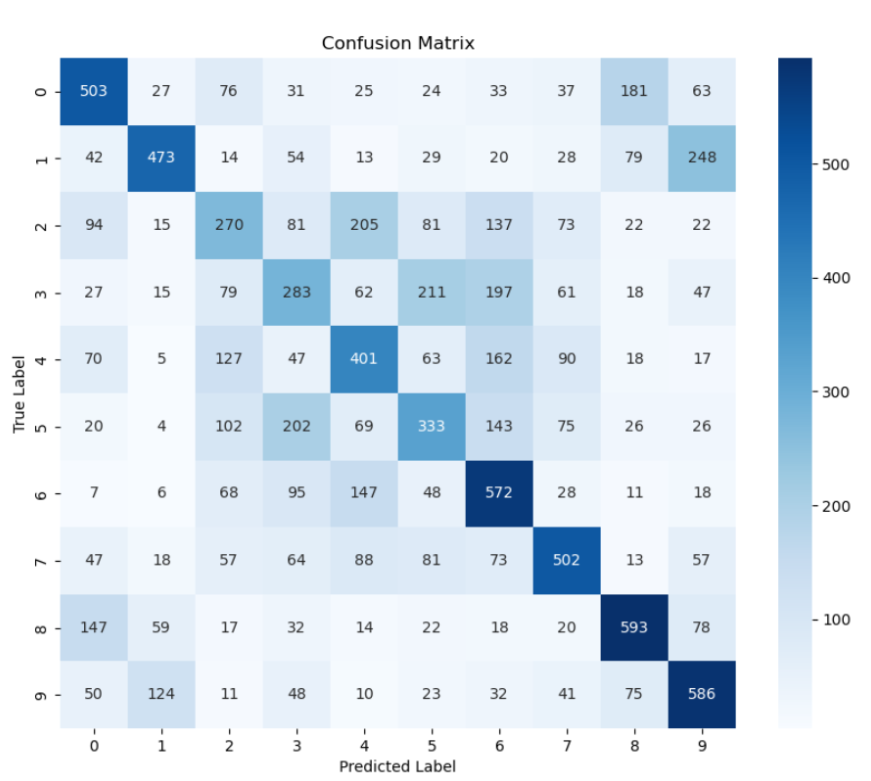 Confusion Matrix
0 503 27 76 31 25 24 33 37 181 63
1 42 473 14 54 13 29 20 28 79 248
2 94 15 270 81 205 81 137 73 22 22
3 27 15 79 283 62 211 197 61 18 47
4 70 5 127 47 401 63 162 90 18 17
5 20 4 102 202 69 333 143 75 26 26
6 7 6 68 95 147 48 572 28 11 18
7 47 18 57 64 88 81 73 502 13 57
8 147 59 17 32 14 22 18 20 593 78
9 50 124 11 48 10 23 32 41 75 586
0 1 2 3 4 5 6 7 8 9
Predicted Label
True Label
500
400
300
200
100